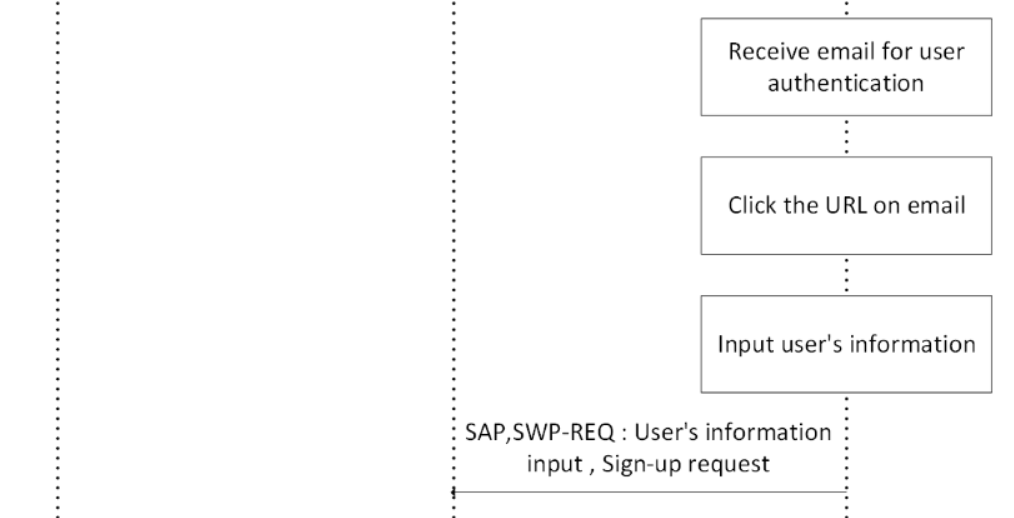 Receive email for user
authentication
Click the URL on email
Input user's information
SAP,SWP-REQ : User's information
input , Sign-up request